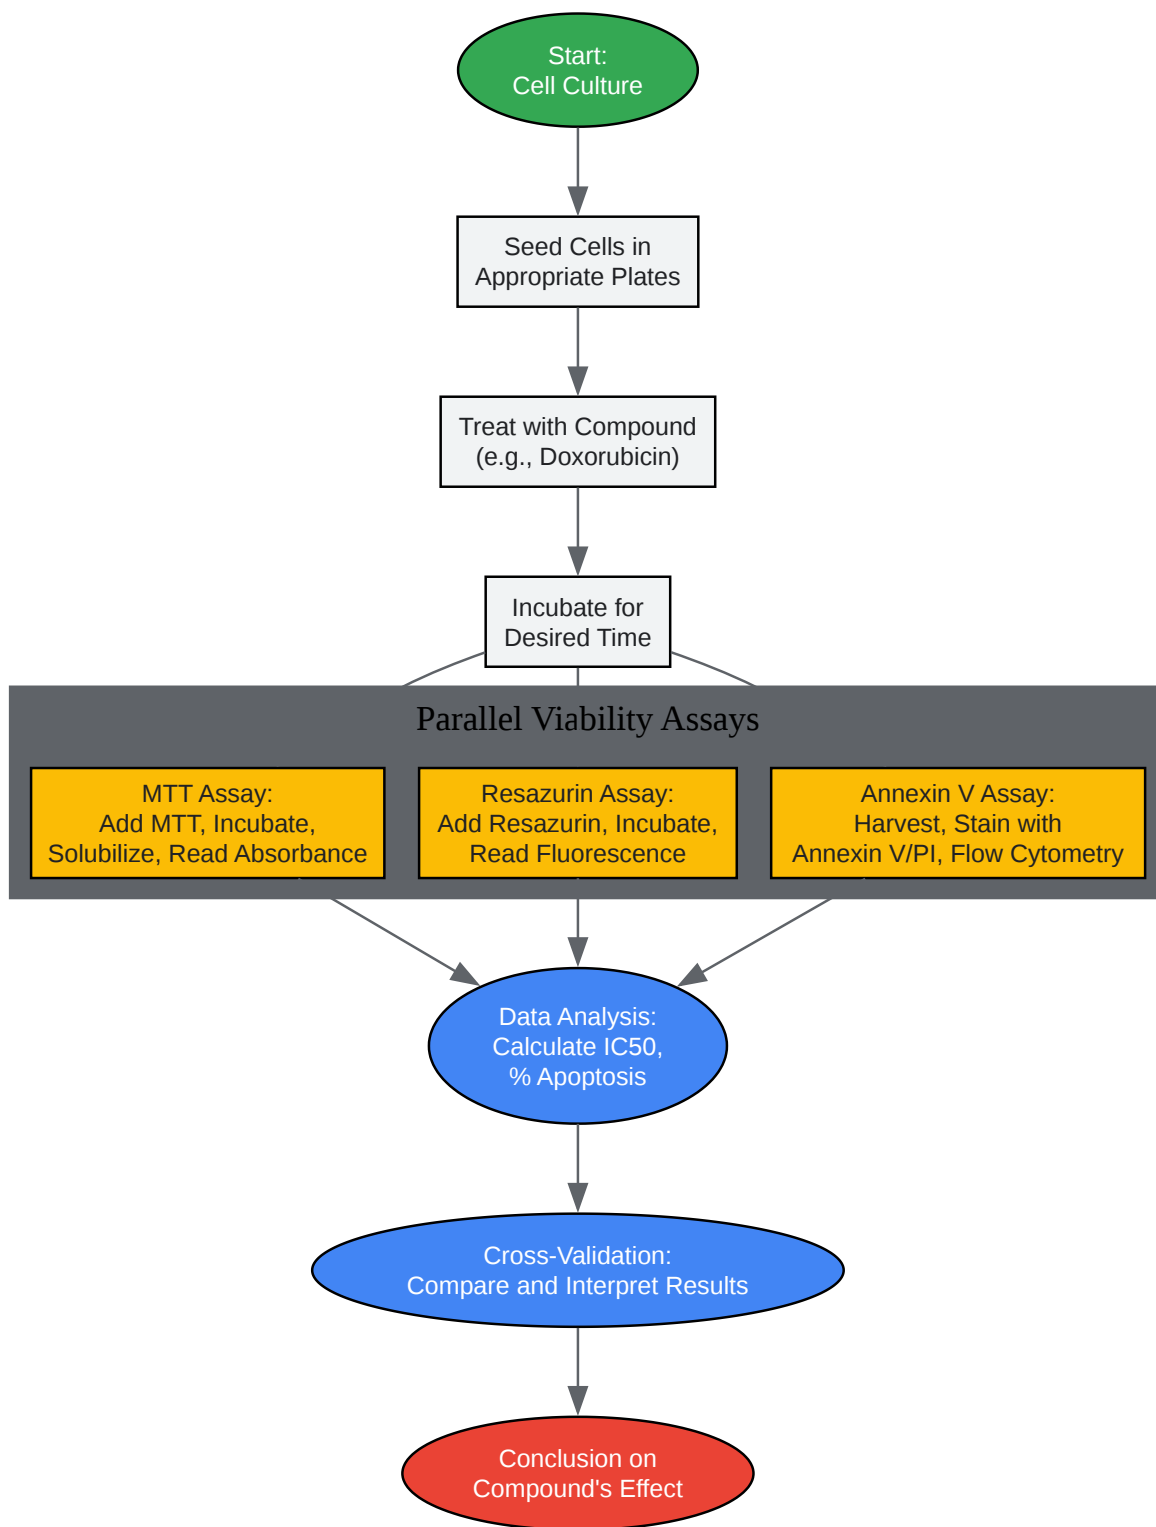 Start:
Cell Culture
Seed Cells in
Appropriate Plates
Treat with Compound
(e.g., Doxorubicin)
Incubate for
Desired Time
Parallel Viability Assays
MTT Assay:
Add MTT, Incubate,
Solubilize, Read Absorbance
Resazurin Assay:
Add Resazurin, Incubate,
Read Fluorescence
Annexin V Assay:
Harvest, Stain with
Annexin V/PI, Flow Cytometry
Data Analysis:
Calculate IC50,
% Apoptosis
Cross-Validation:
Compare and Interpret Results
Conclusion on
Compound's Effect